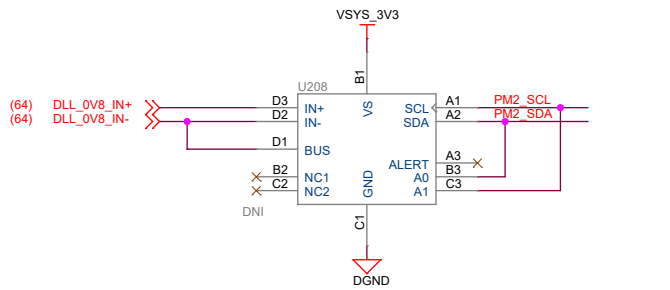 VSYS_3V3
B1
U208
(64) DLL_0V8_IN+ D3 IN+ VS SCL A1 PM2_SCL
(64) DLL_0V8_IN- D2 IN- SDA A2 PM2_SDA
D1 BUS
ALERT A3
B2 NC1 A0 B3
C2 NC2 GND A1 C3
DNI
C1
DGND